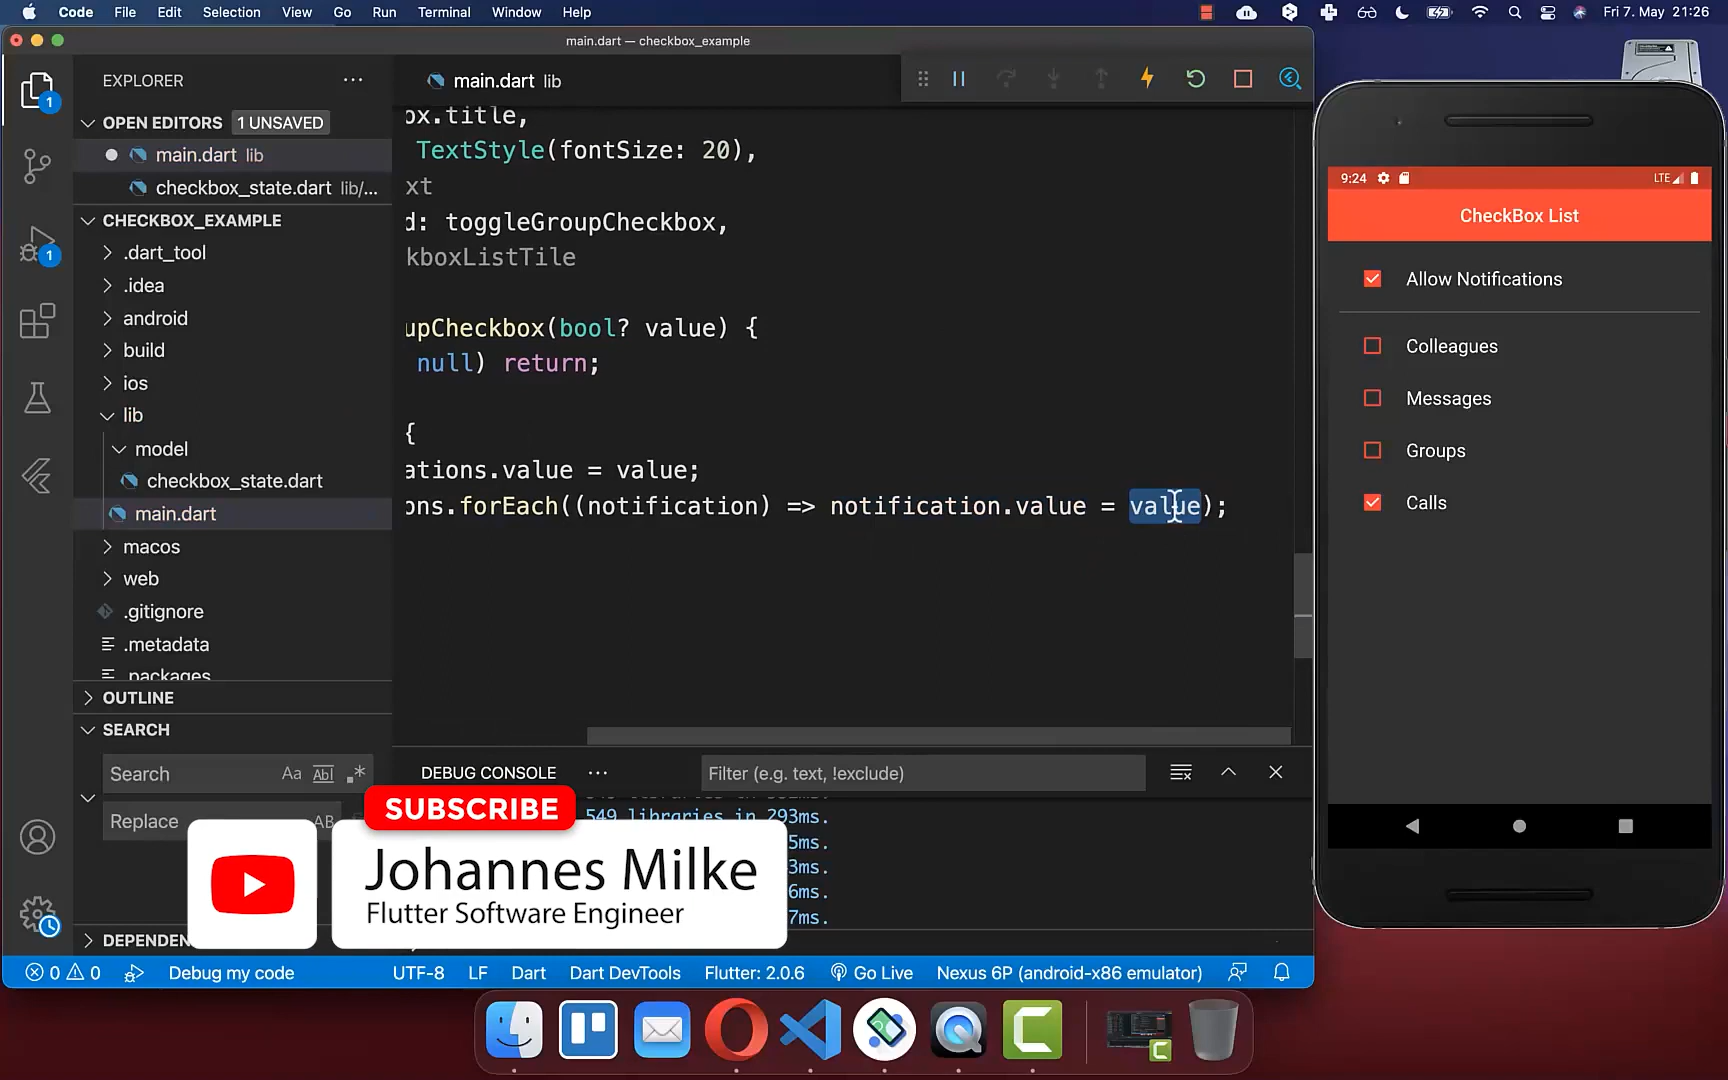 Code File Edit Selection View Go Run Terminal Window Help Fri 7. May 21:26
main.dart — checkbox_example
EXPLORER
OPEN EDITORS 1 UNSAVED
main.dart lib
checkbox_state.dart lib/...
CHECKBOX_EXAMPLE
.dart_tool
.idea
android
build
ios
lib
model
checkbox_state.dart
main.dart
macos
web
.gitignore
.metadata
.packages
OUTLINE
SEARCH
Search Aa Abl .*
Replace AB
DEPENDEN
1
1
main.dart lib
ox.title,
TextStyle(fontSize: 20),
xt
d: toggleGroupCheckbox,
kboxListTile
upCheckbox(bool? value) {
null) return;
{
ations.value = value;
ons.forEach((notification) => notification.value = value);
DEBUG CONSOLE Filter (e.g. text, !exclude)
549 libraries in 293ms.
5ms.
3ms.
6ms.
7ms.
SUBSCRIBE
Johannes Milke
Flutter Software Engineer
0 0 Debug my code UTF-8 LF Dart Dart DevTools Flutter: 2.0.6 Go Live Nexus 6P (android-x86 emulator)
9:24 LTE
CheckBox List
Allow Notifications
Colleagues
Messages
Groups
Calls